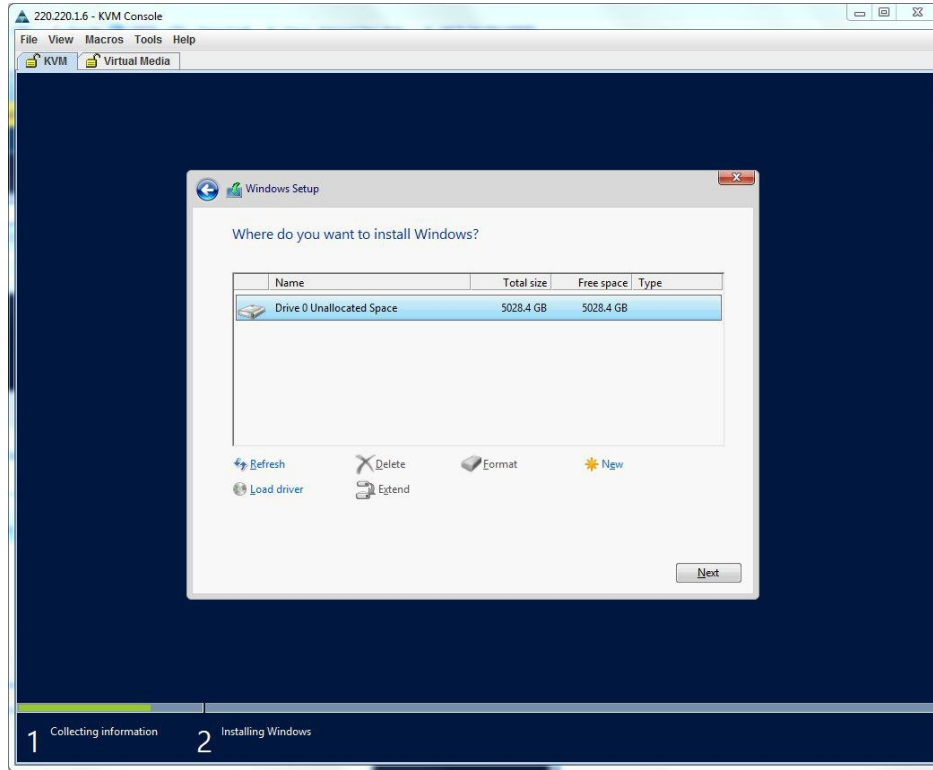 220.220.1.6 - KVM Console
File View Macros Tools Help
KVM Virtual Media
Windows Setup
Where do you want to install Windows?
Name Total size Free space Type
Drive 0 Unallocated Space 5028.4 GB 5028.4 GB
Refresh Delete Format New
Load driver Extend
Next
1 Collecting information 2 Installing Windows